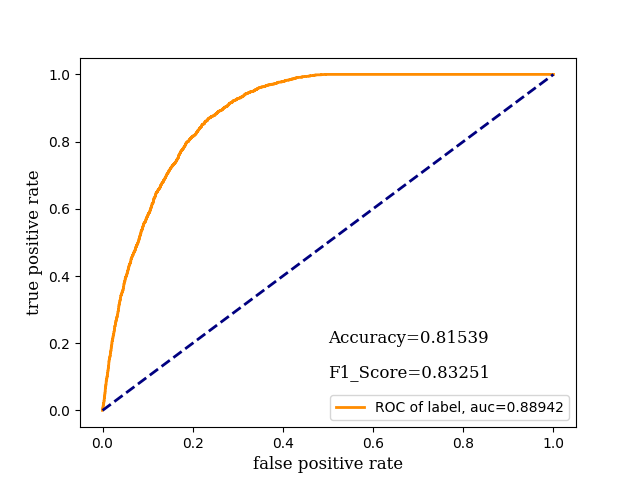 1.0
0.8
0.6
0.4
0.2
0.0
true positive rate
Accuracy=0.81539
F1_Score=0.83251
ROC of label, auc=0.88942
0.0 0.2 0.4 0.6 0.8 1.0
false positive rate